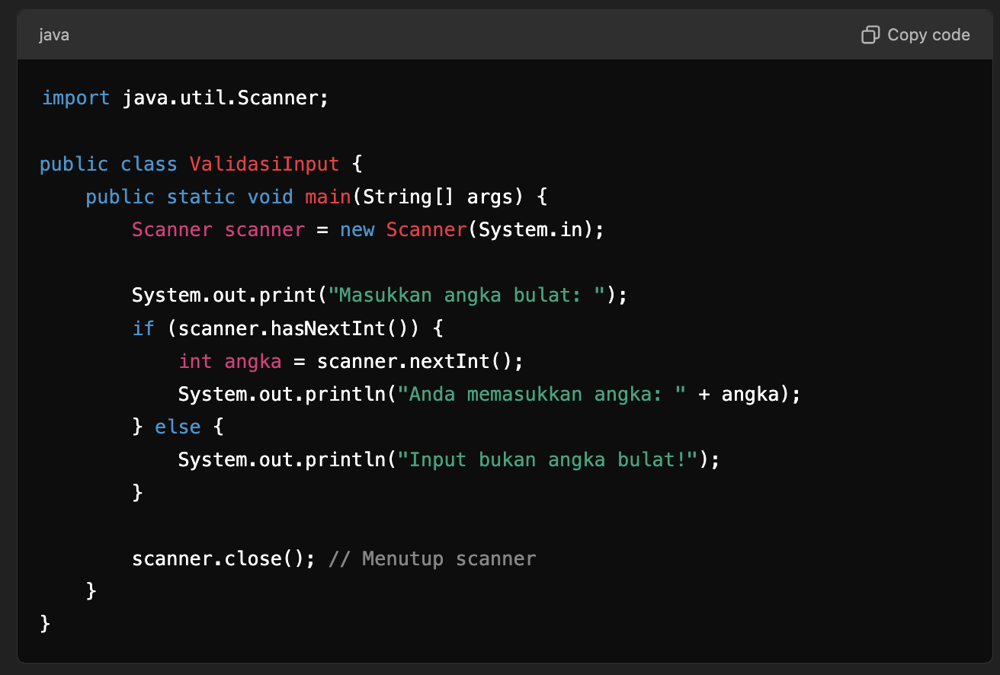 java
Copy code
import java.util.Scanner;
public class ValidasiInput {
    public static void main(String[] args) {
        Scanner scanner = new Scanner(System.in);
        System.out.print("Masukkan angka bulat: ");
        if (scanner.hasNextInt()) {
            int angka = scanner.nextInt();
            System.out.println("Anda memasukkan angka: " + angka);
        } else {
            System.out.println("Input bukan angka bulat!");
        }
        scanner.close(); // Menutup scanner
    }
}